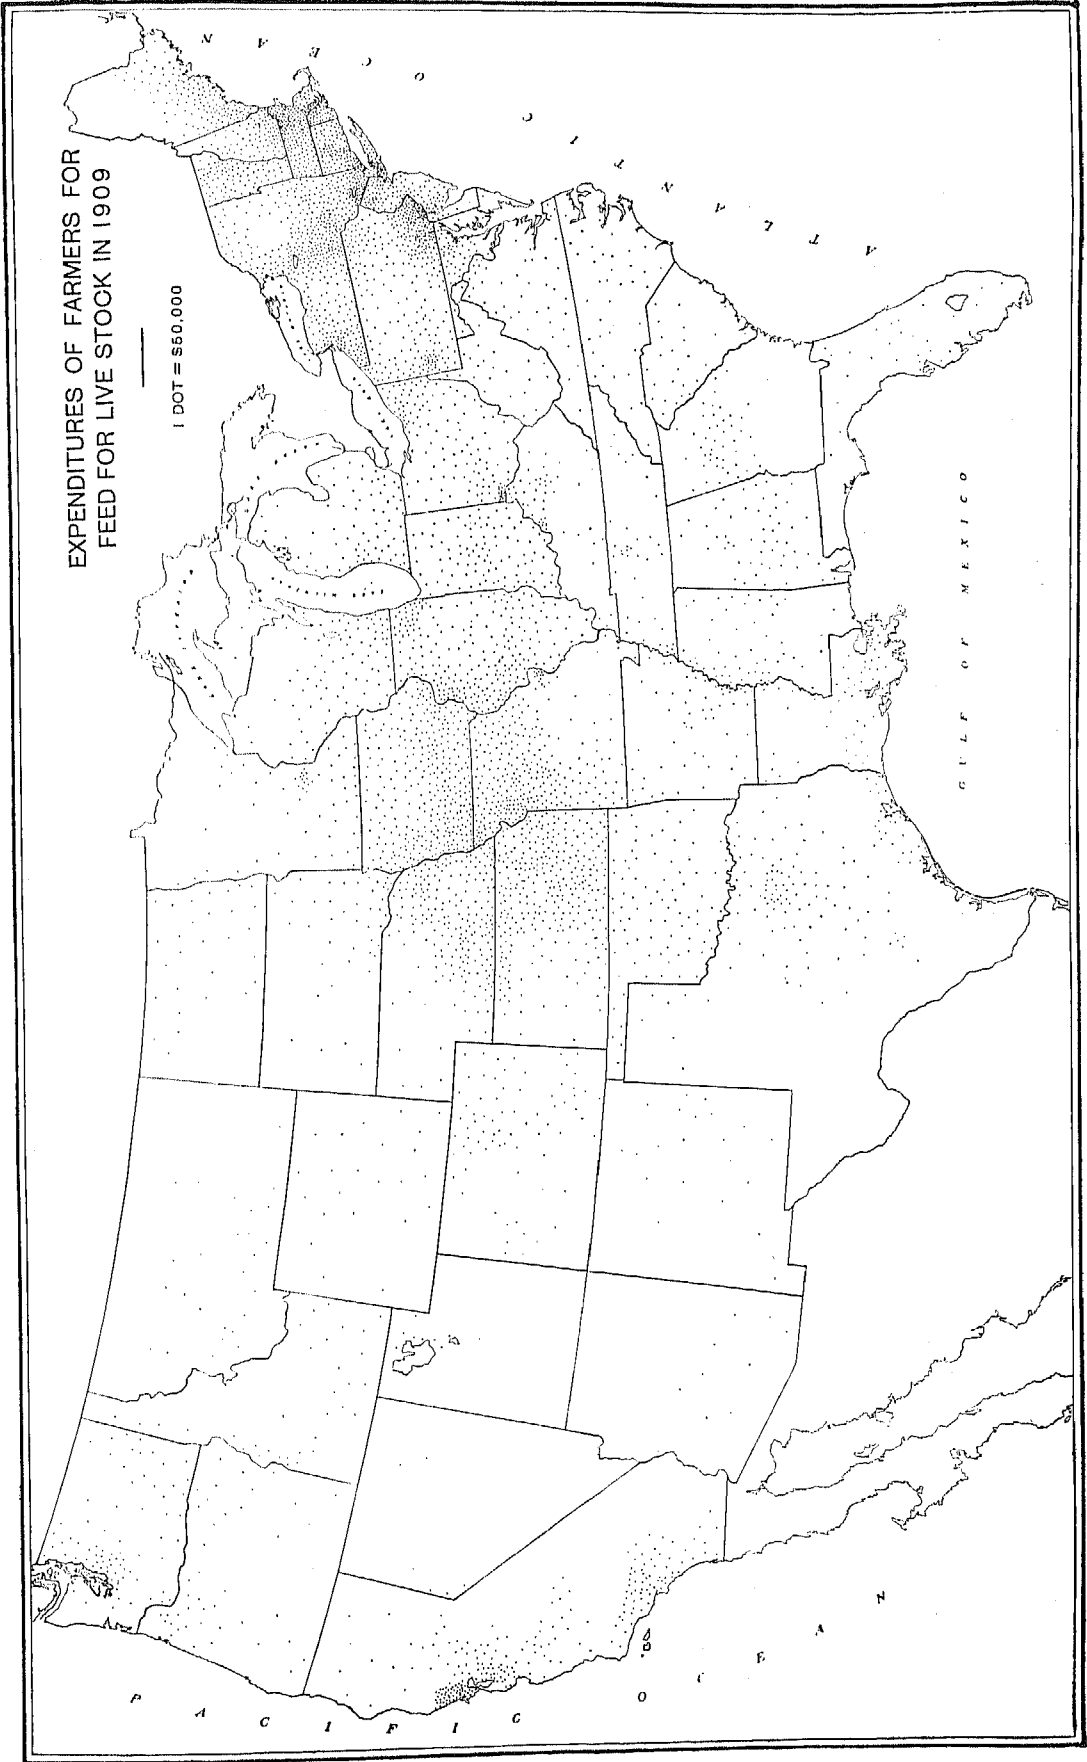 EXPENDITURES OF FARMERS FOR
FEED FOR LIVE STOCK IN 1909
1 DOT = $50,000
ATLANTIC OCEAN
GULF OF MEXICO
PACIFIC OCEAN